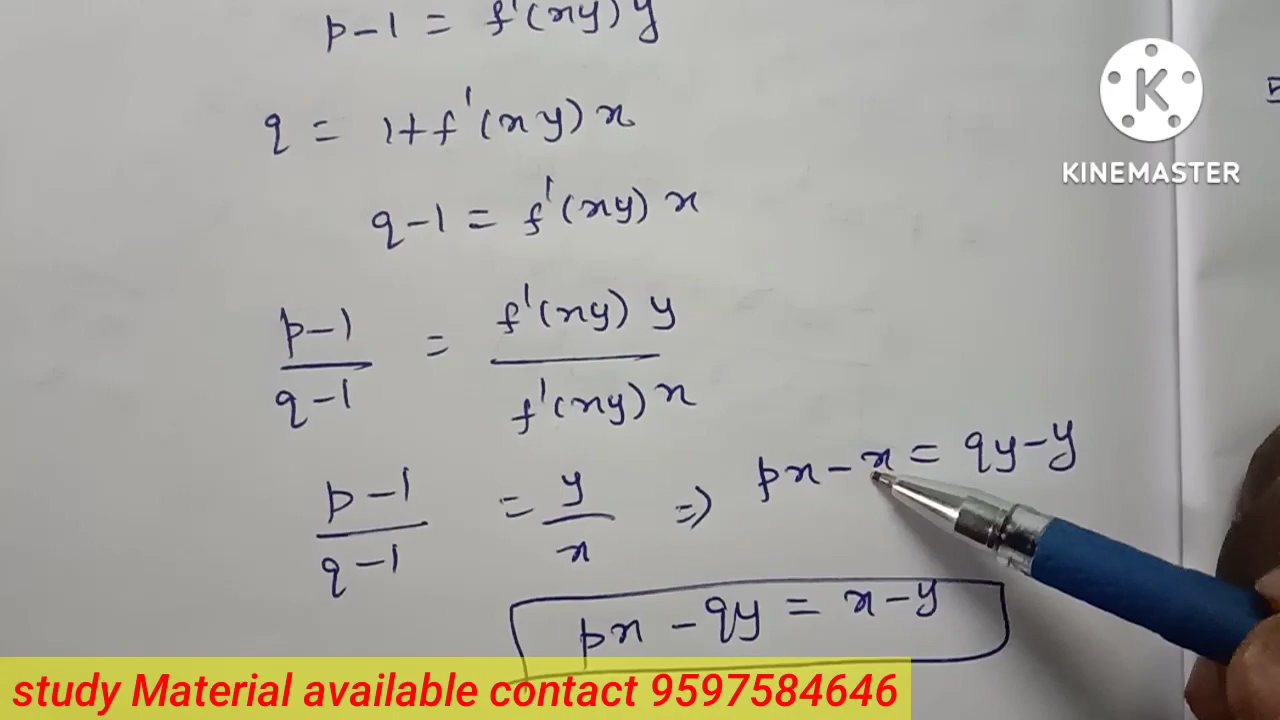 p-1 = f'(xy) y
q = 1+f'(xy) x
q-1 = f'(xy) x
p-1 / q-1 = f'(xy) y / f'(xy) x
p-1 / q-1 = y / x ⇒ px-x = qy-y
px - qy = x-y
K
KINEMASTER
5
study Material available contact 9597584646